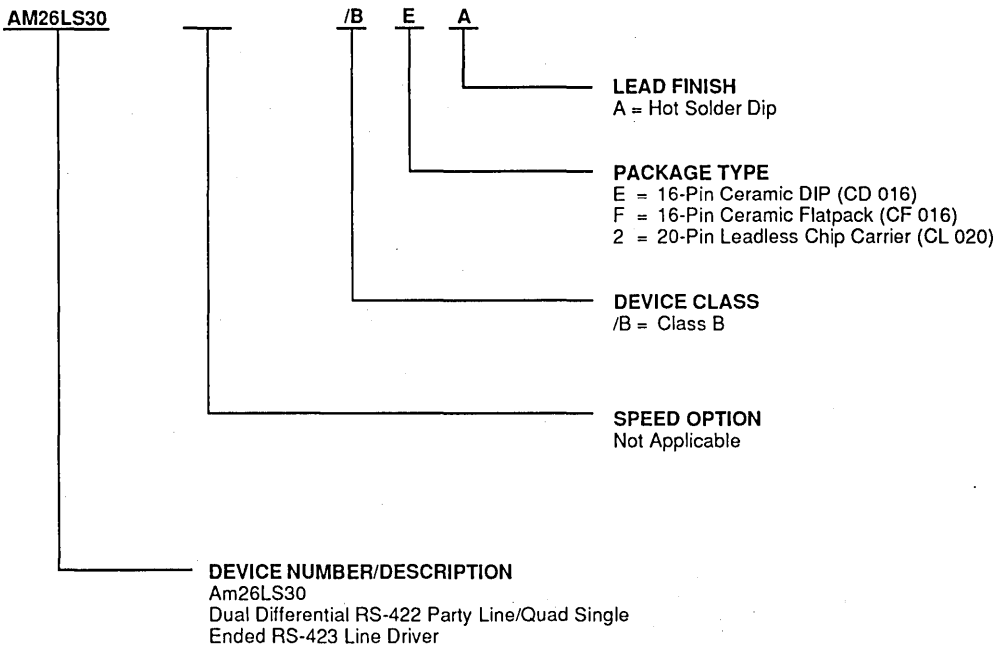 AM26LS30 /B E A
LEAD FINISH
A = Hot Solder Dip
PACKAGE TYPE
E = 16-Pin Ceramic DIP (CD 016)
F = 16-Pin Ceramic Flatpack (CF 016)
2 = 20-Pin Leadless Chip Carrier (CL 020)
DEVICE CLASS
/B = Class B
SPEED OPTION
Not Applicable
DEVICE NUMBER/DESCRIPTION
Am26LS30
Dual Differential RS-422 Party Line/Quad Single
Ended RS-423 Line Driver